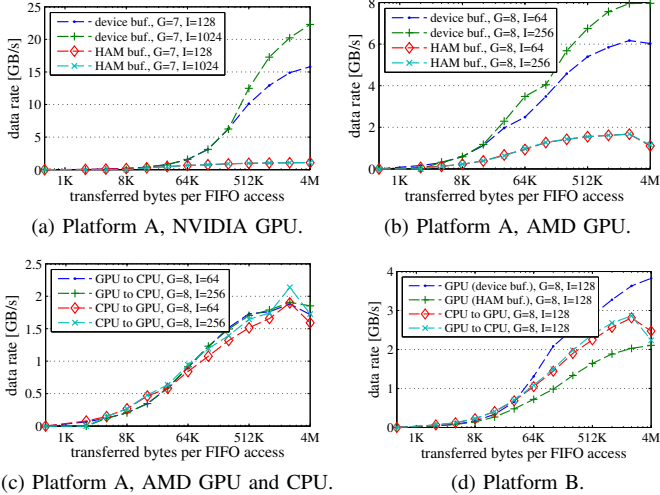 25
20
15
10
5
0
data rate [GB/s]
device buf., G=7, I=128
device buf., G=7, I=1024
HAM buf., G=7, I=128
HAM buf., G=7, I=1024
1K 8K 64K 512K 4M
transferred bytes per FIFO access
(a) Platform A, NVIDIA GPU.
8
6
4
2
0
data rate [GB/s]
device buf., G=8, I=64
device buf., G=8, I=256
HAM buf., G=8, I=64
HAM buf., G=8, I=256
1K 8K 64K 512K 4M
transferred bytes per FIFO access
(b) Platform A, AMD GPU.
2.5
2
1.5
1
0.5
0
data rate [GB/s]
GPU to CPU, G=8, I=64
GPU to CPU, G=8, I=256
CPU to GPU, G=8, I=64
CPU to GPU, G=8, I=256
1K 8K 64K 512K 4M
transferred bytes per FIFO access
(c) Platform A, AMD GPU and CPU.
4
3
2
1
0
data rate [GB/s]
GPU (device buf.), G=8, I=128
GPU (HAM buf.), G=8, I=128
CPU to GPU, G=8, I=128
GPU to CPU, G=8, I=128
1K 8K 64K 512K 4M
transferred bytes per FIFO access
(d) Platform B.